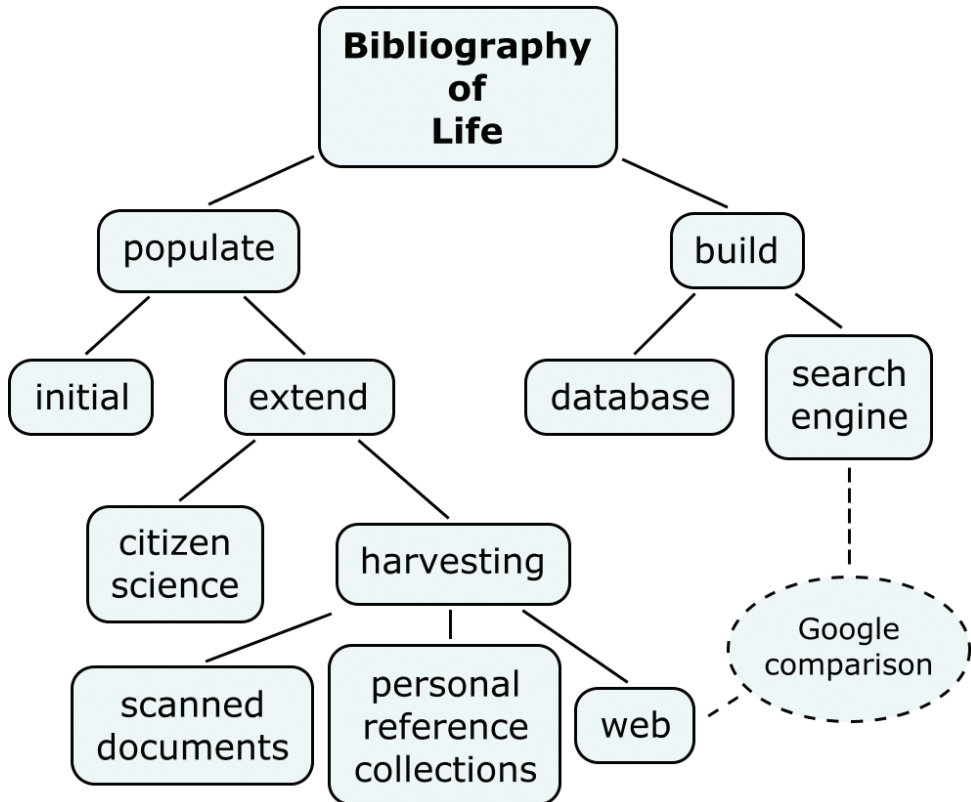 Bibliography
of
Life
populate
build
initial
extend
database
search
engine
citizen
science
harvesting
Google
comparison
scanned
documents
personal
reference
collections
web